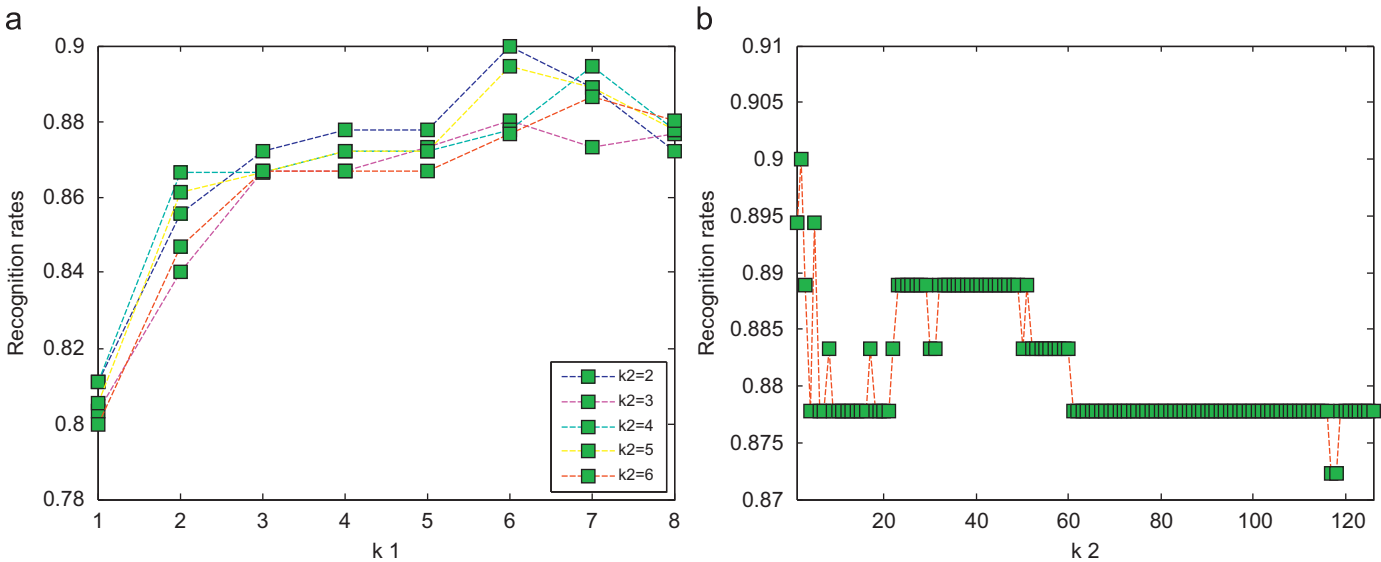 a
Recognition rates
0.9
0.88
0.86
0.84
0.82
0.8
0.78
1 2 3 4 5 6 7 8
k 1
k2=2
k2=3
k2=4
k2=5
k2=6
b
Recognition rates
0.91
0.905
0.9
0.895
0.89
0.885
0.88
0.875
0.87
20 40 60 80 100 120
k 2